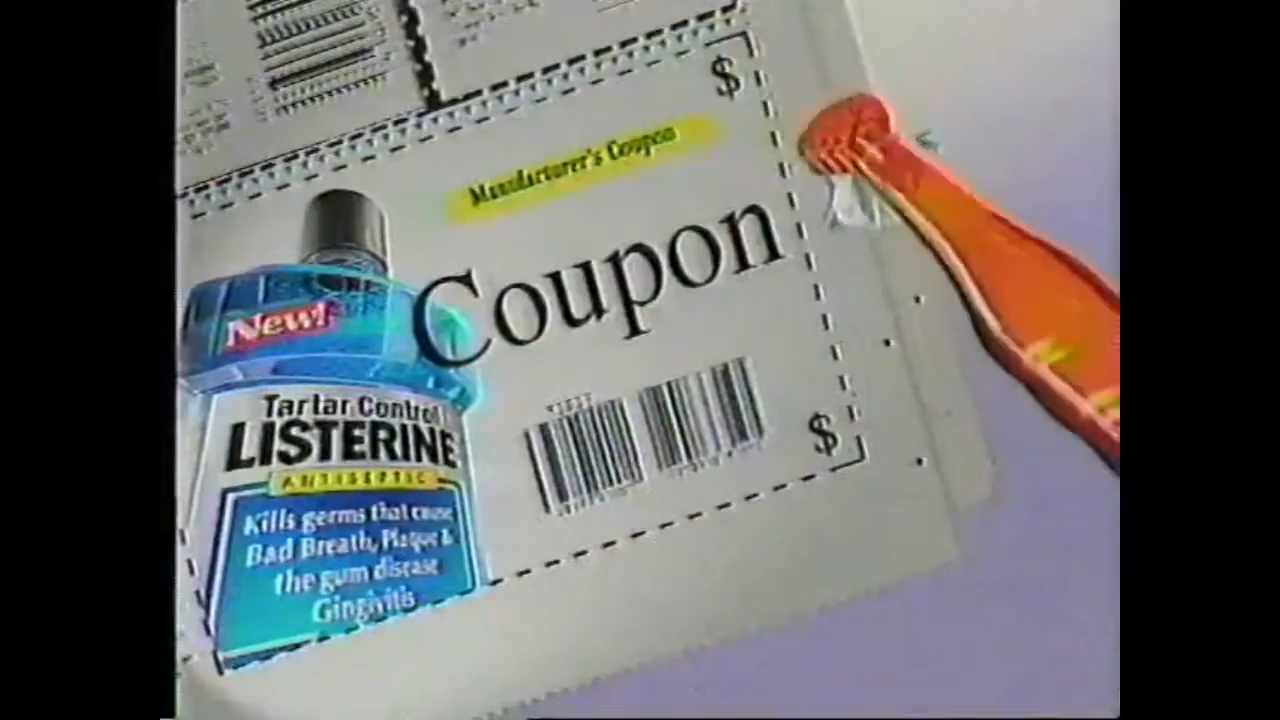 $
Manufacturer's Coupon
Coupon
New!
Tartar Control
LISTERINE
ANTISEPTIC
$
Kills germs that cause
Bad Breath, Plaque &
the gum disease
Gingivitis